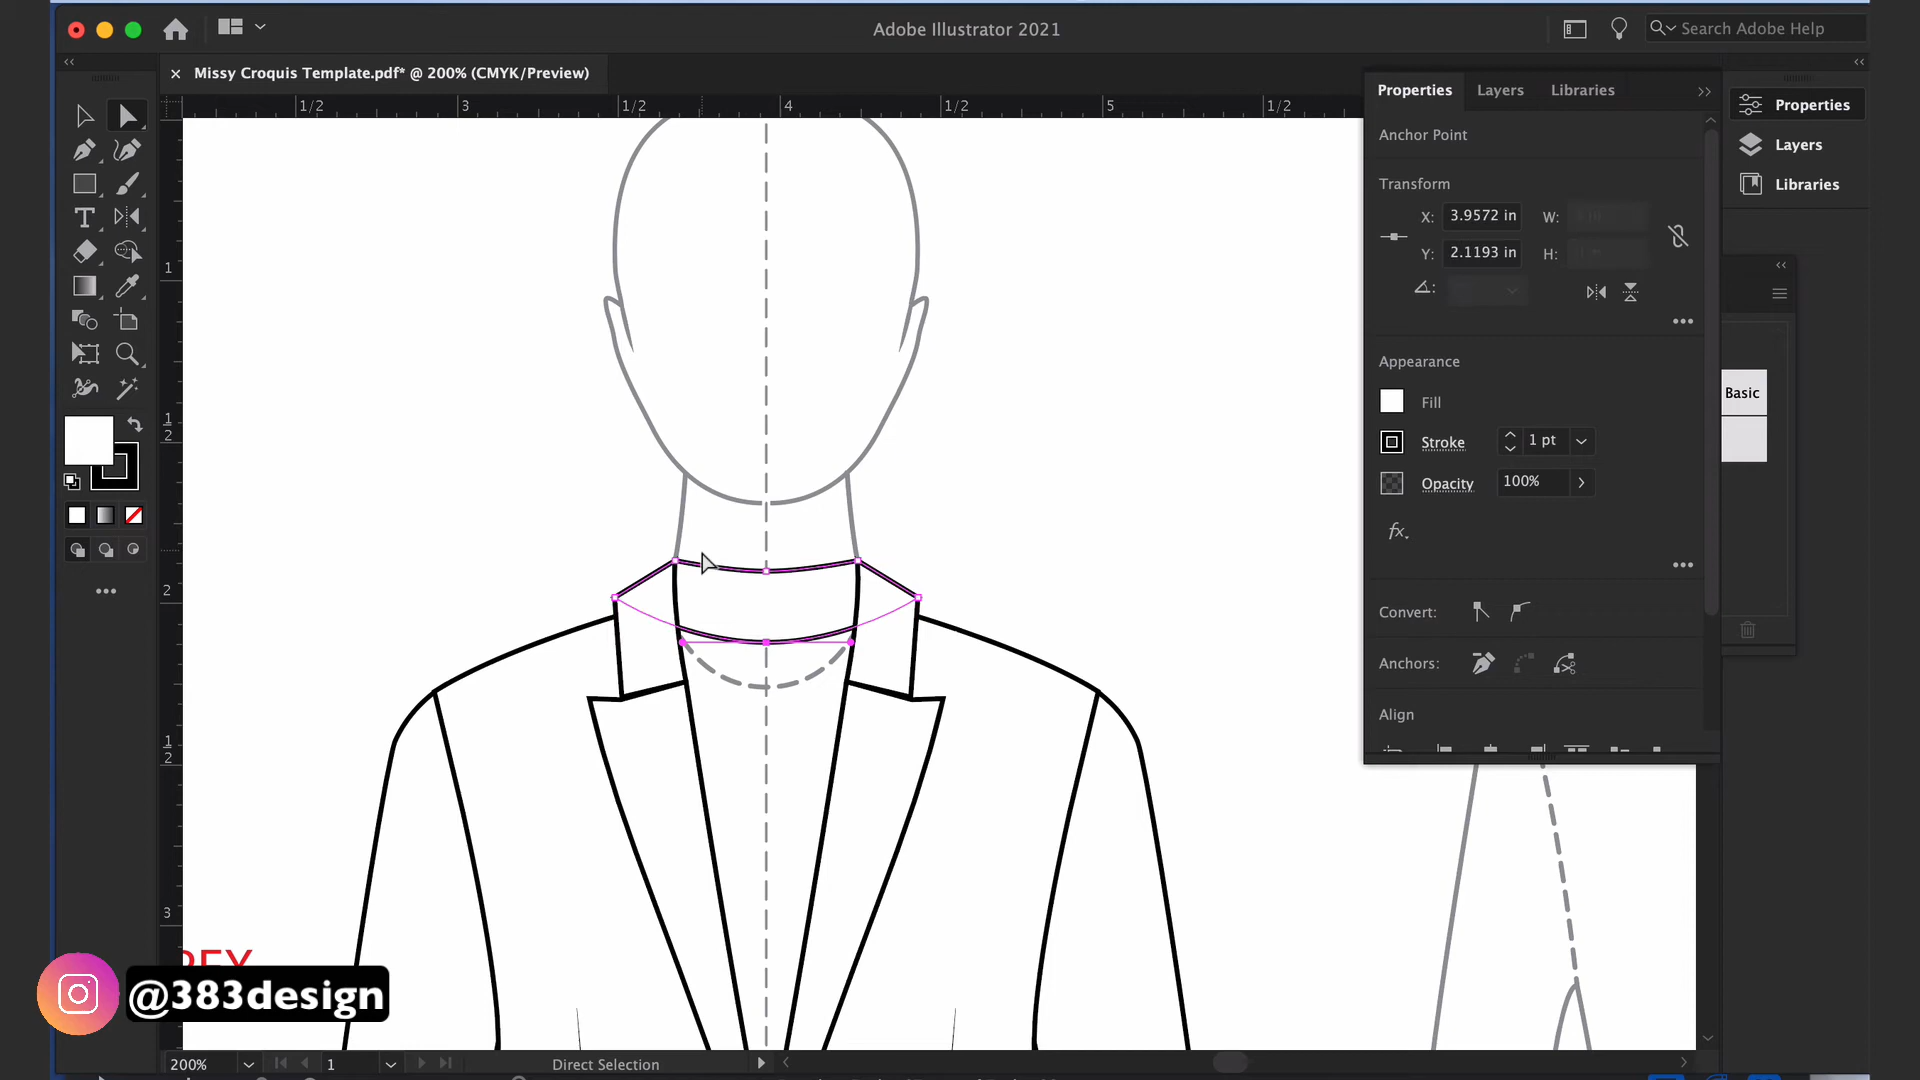 Adobe Illustrator 2021
Search Adobe Help
Missy Croquis Template.pdf* @ 200% (CMYK/Preview)
1/2
3
1/2
4
1/2
5
1/2
1
1
2
2
1
2
3
Properties
Layers
Libraries
Anchor Point
Transform
X:
3.9572 in
W:
Y:
2.1193 in
H:
Appearance
Fill
Stroke
1 pt
Opacity
100%
fx
Convert:
Anchors:
Align
Properties
Layers
Libraries
Basic
@383design
200%
1
Direct Selection